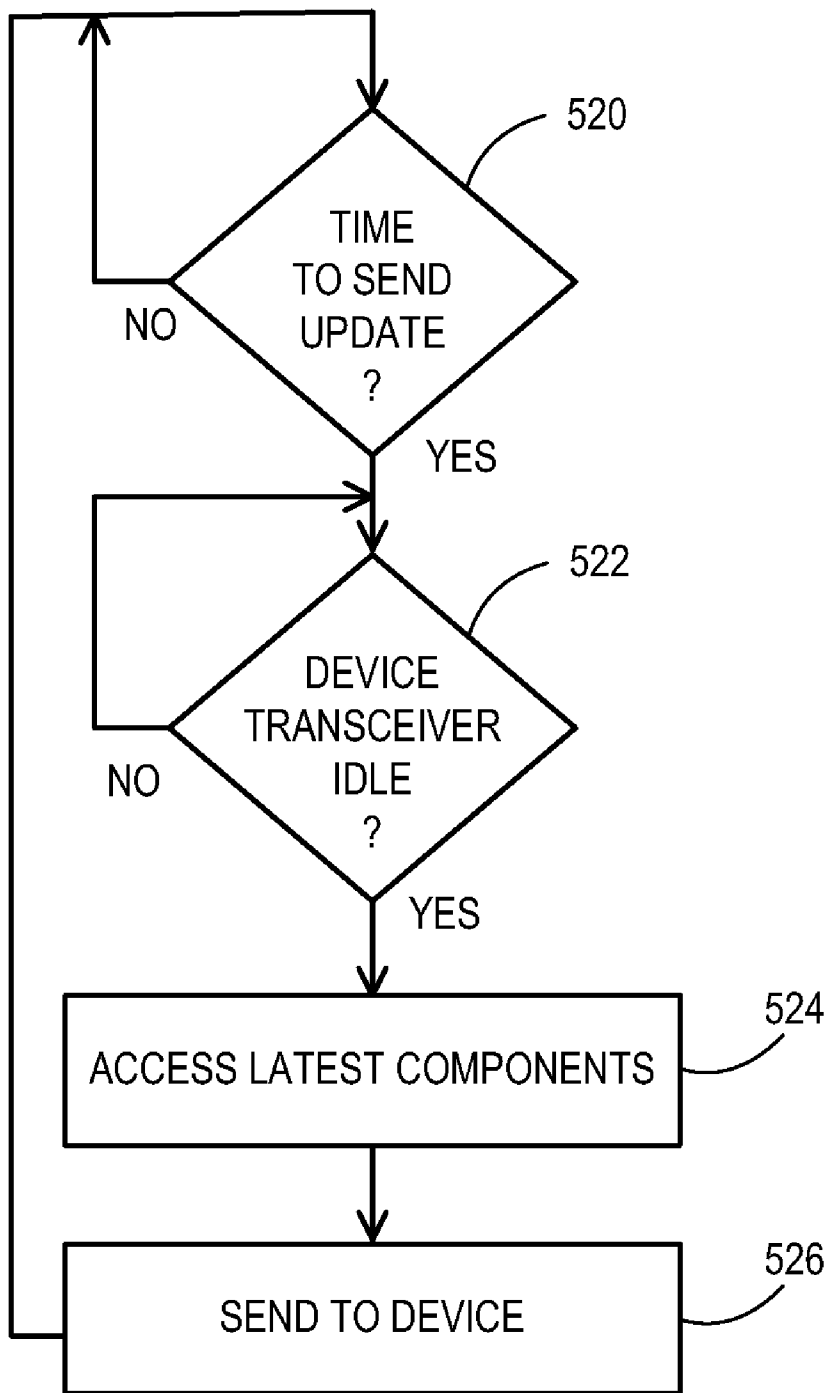 520
TIME
TO SEND
UPDATE
?
NO
YES
522
DEVICE
TRANSCEIVER
IDLE
?
NO
YES
524
ACCESS LATEST COMPONENTS
526
SEND TO DEVICE